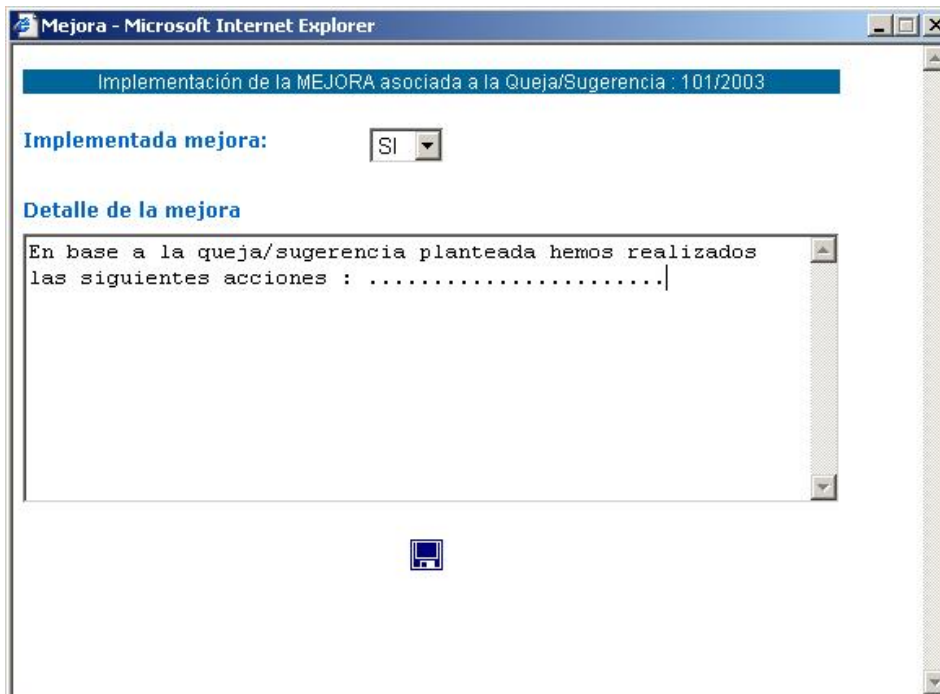 Mejora - Microsoft Internet Explorer
Implementación de la MEJORA asociada a la Queja/Sugerencia : 101/2003
Implementada mejora:
SI
Detalle de la mejora
En base a la queja/sugerencia planteada hemos realizados
las siguientes acciones : .......................